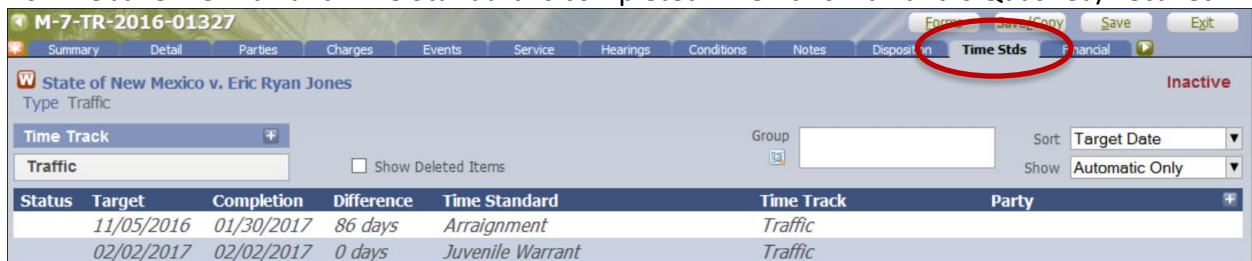 M-7-TR-2016-01327 Forms Save/Copy Save Exit
Summary Detail Parties Charges Events Service Hearings Conditions Notes Disposition Time Stds Financial
W State of New Mexico v. Eric Ryan Jones Inactive
Type Traffic
Time Track Group Sort Target Date
Traffic Show Deleted Items Show Automatic Only
Status Target Completion Difference Time Standard Time Track Party
11/05/2016 01/30/2017 86 days Arraignment Traffic
02/02/2017 02/02/2017 0 days Juvenile Warrant Traffic